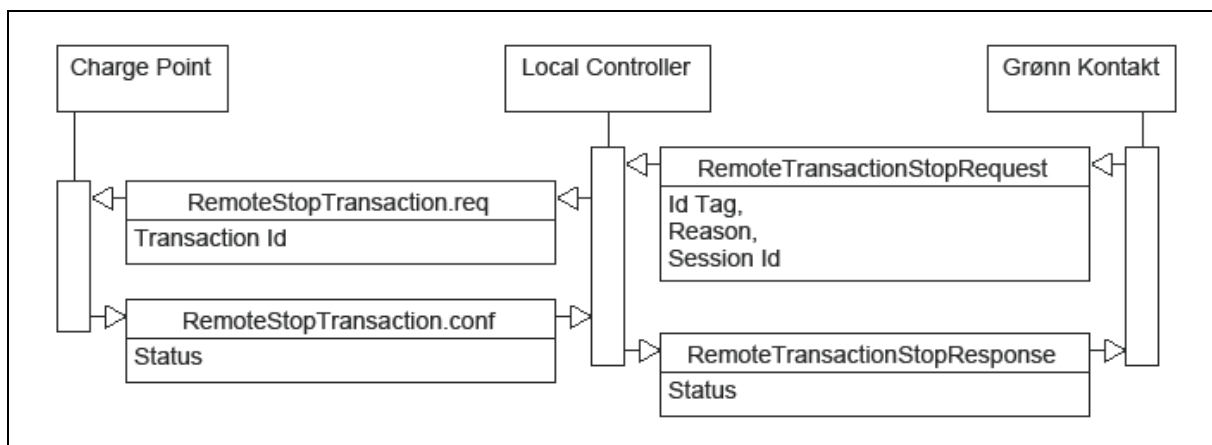 Charge Point
Local Controller
Grønn Kontakt
RemoteTransactionStopRequest
Id Tag,
Reason,
Session Id
RemoteStopTransaction.req
Transaction Id
RemoteStopTransaction.conf
Status
RemoteTransactionStopResponse
Status